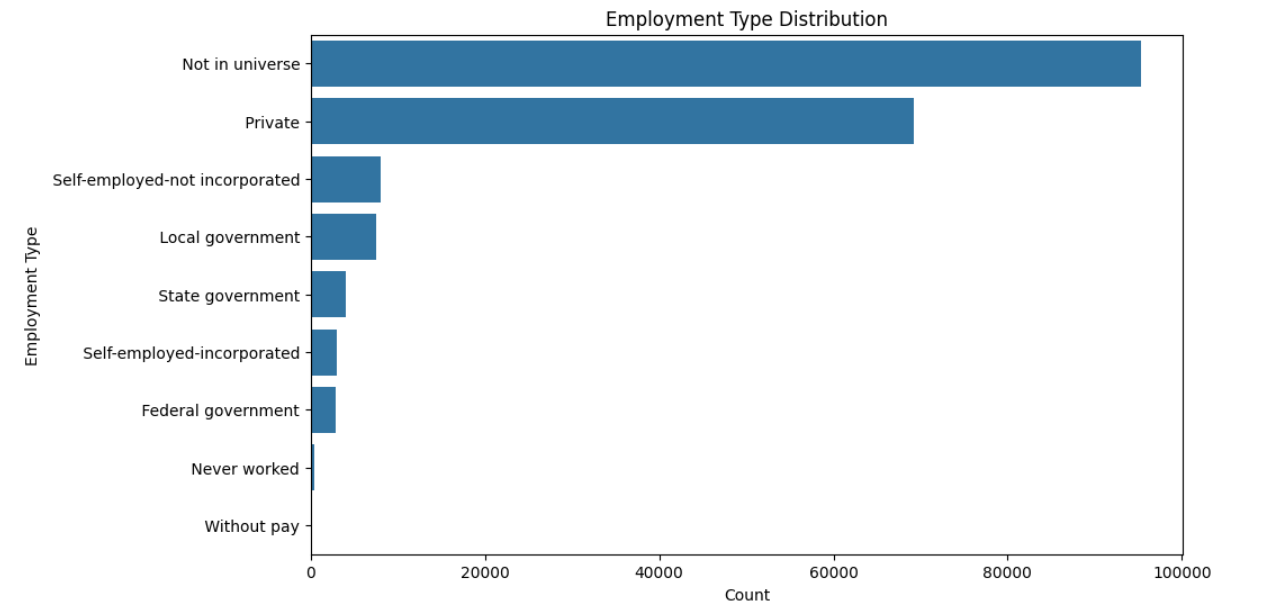 Employment Type Distribution
Employment Type
Not in universe
Private
Self-employed-not incorporated
Local government
State government
Self-employed-incorporated
Federal government
Never worked
Without pay
0 20000 40000 60000 80000 100000
Count